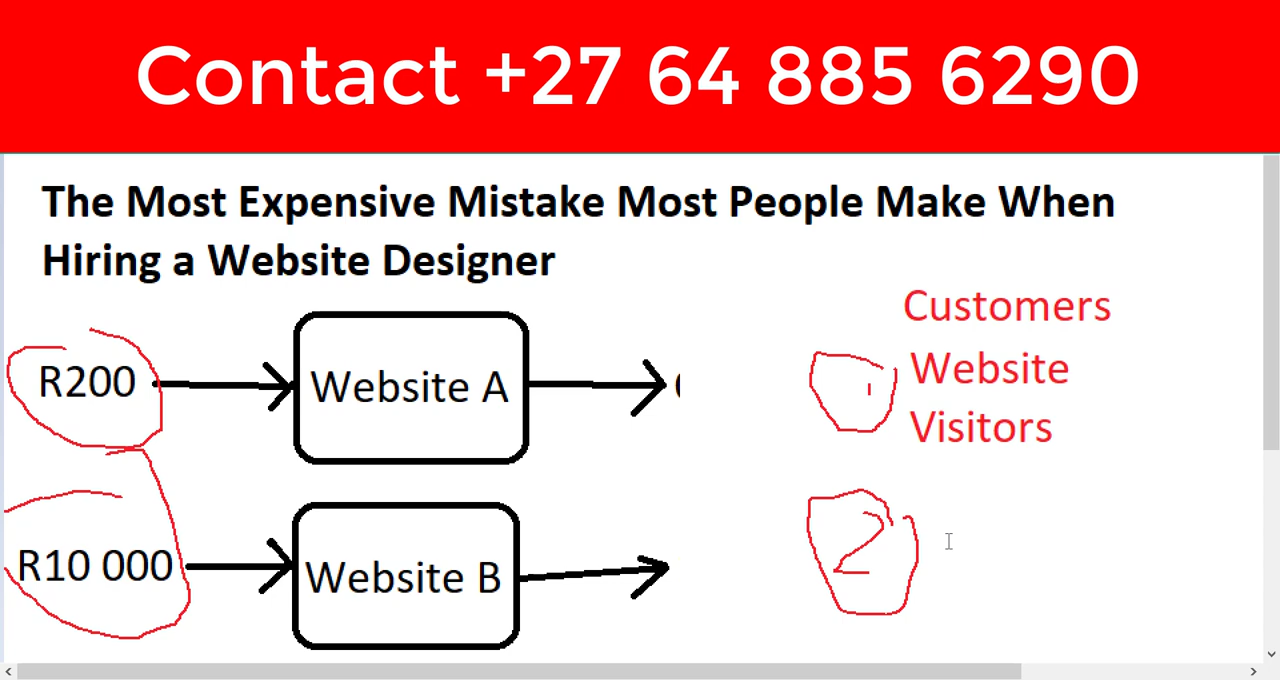 Contact +27 64 885 6290
The Most Expensive Mistake Most People Make When
Hiring a Website Designer
Customers
R200
Website A
Website
Visitors
R10 000
Website B
2